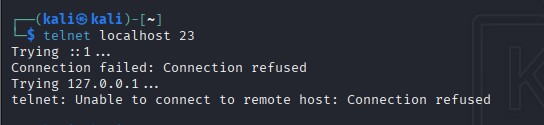 ┌──(kali㉿kali)-[~]
└─$ telnet localhost 23
Trying ::1...
Connection failed: Connection refused
Trying 127.0.0.1...
telnet: Unable to connect to remote host: Connection refused